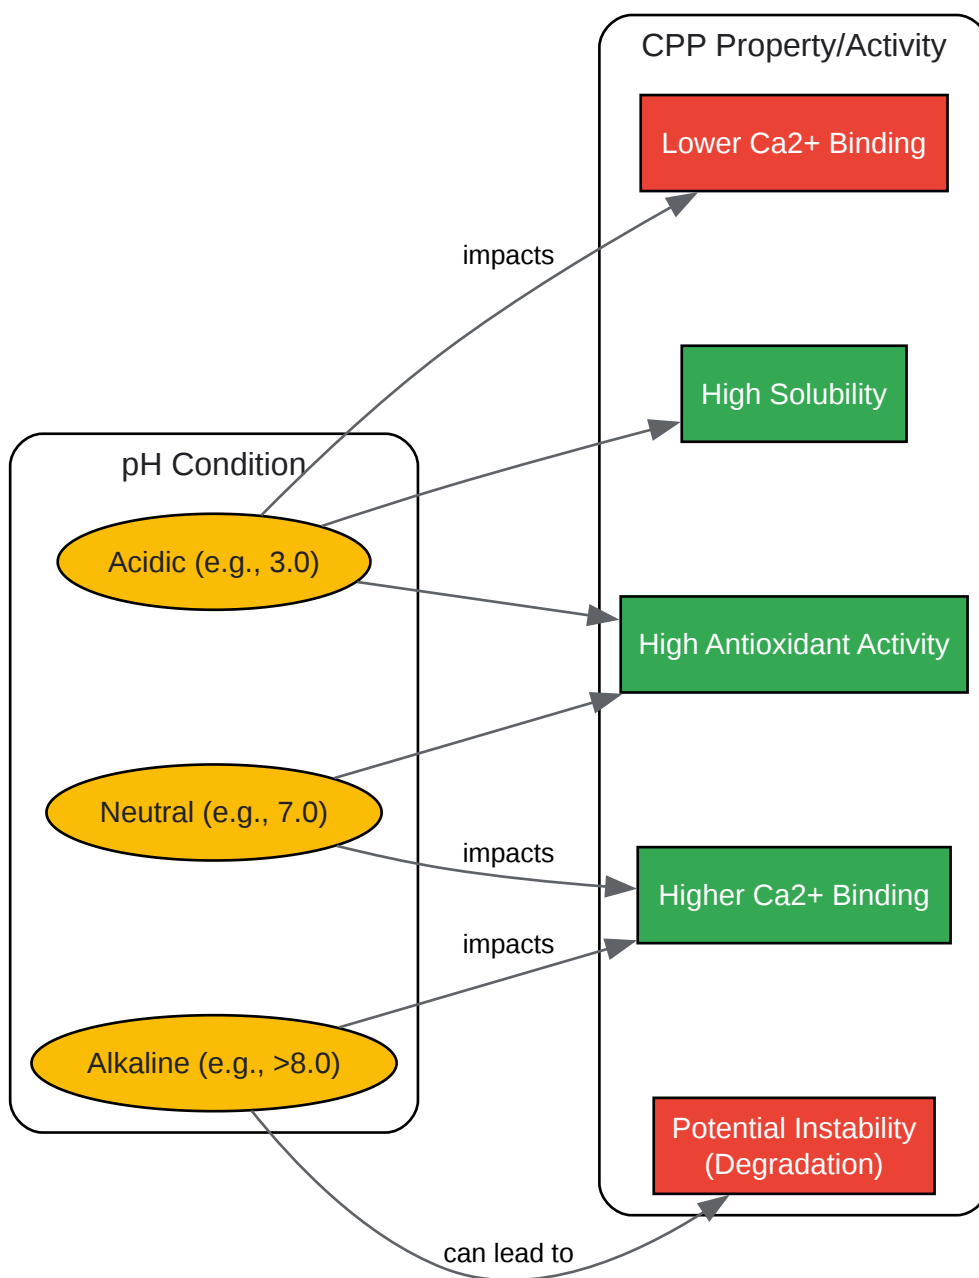 CPP Property/Activity
Lower Ca2+ Binding
impacts
High Solubility
pH Condition
Acidic (e.g., 3.0)
High Antioxidant Activity
Neutral (e.g., 7.0)
impacts
Higher Ca2+ Binding
impacts
Alkaline (e.g., >8.0)
Potential Instability
(Degradation)
can lead to